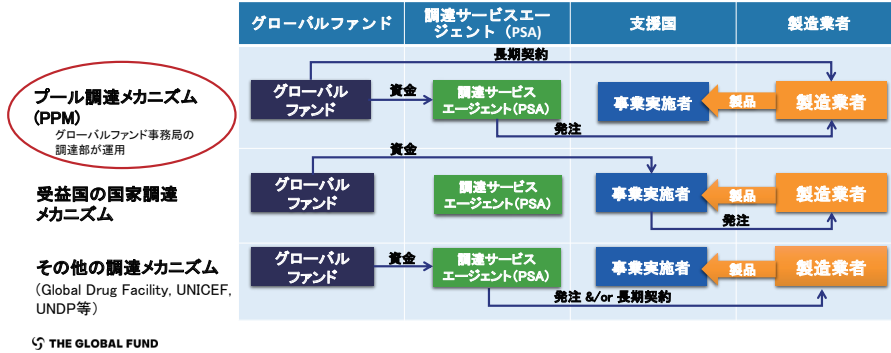 グローバルファンド
調達サービスエー
ジェント（PSA)
支援国
製造業者
長期契約
プール調達メカニズム
(PPM)
グローバルファンド事務局の
調達部が運用
グローバル
ファンド
資金
調達サービス
エージェント(PSA)
事業実施者
製品
製造業者
発注
資金
受益国の国家調達
メカニズム
グローバル
ファンド
調達サービス
エージェント(PSA)
事業実施者
製品
製造業者
発注
その他の調達メカニズム
（Global Drug Facility, UNICEF,
UNDP等）
グローバル
ファンド
資金
調達サービス
エージェント(PSA)
事業実施者
製品
製造業者
発注 &/or 長期契約
THE GLOBAL FUND